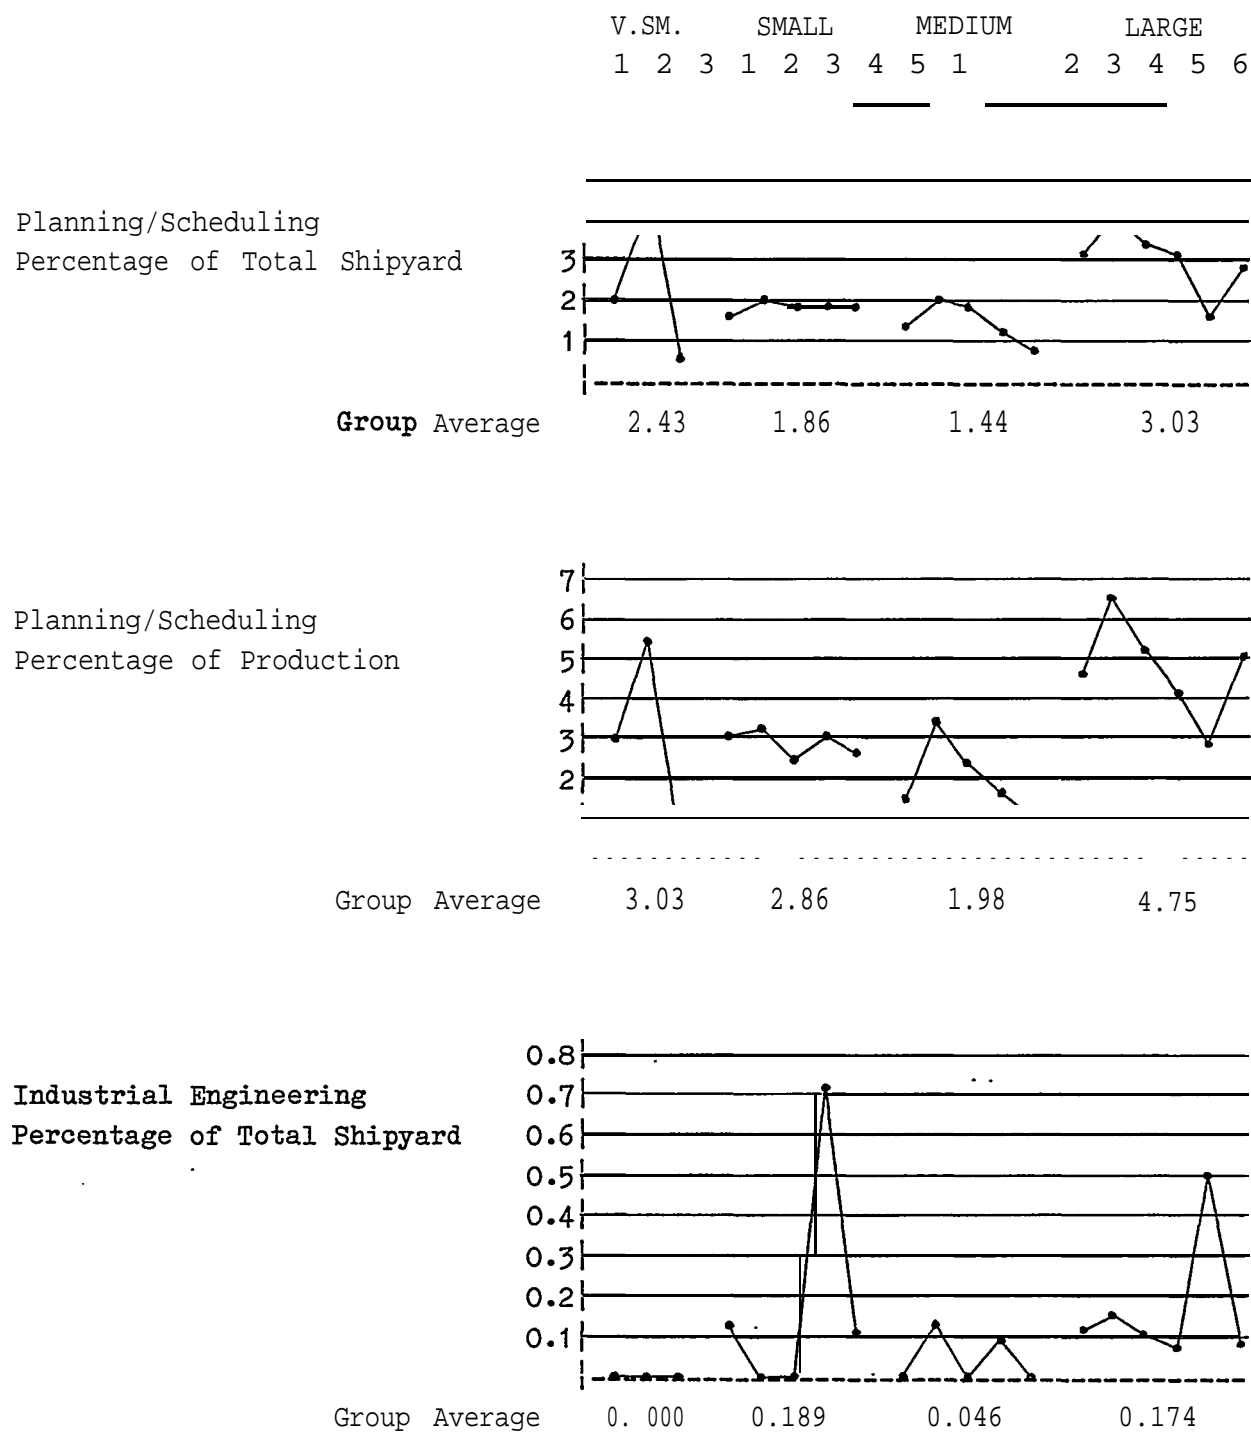 V.SM. SMALL MEDIUM LARGE
1 2 3 1 2 3 4 5 1 2 3 4 5 6
Planning/Scheduling
Percentage of Total Shipyard
3
2
1
Group Average 2.43 1.86 1.44 3.03
7
Planning/Scheduling
6
Percentage of Production
5
4
3
2
Group Average 3.03 2.86 1.98 4.75
0.8
Industrial Engineering
0.7
Percentage of Total Shipyard
0.6
0.5
0.4
0.3
0.2
0.1
Group Average 0. 000 0.189 0.046 0.174